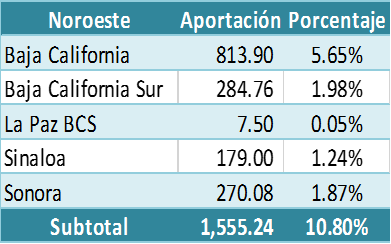 Noroeste Aportación Porcentaje
Baja California 813.90 5.65%
Baja California Sur 284.76 1.98%
La Paz BCS 7.50 0.05%
Sinaloa 179.00 1.24%
Sonora 270.08 1.87%
Subtotal 1,555.24 10.80%